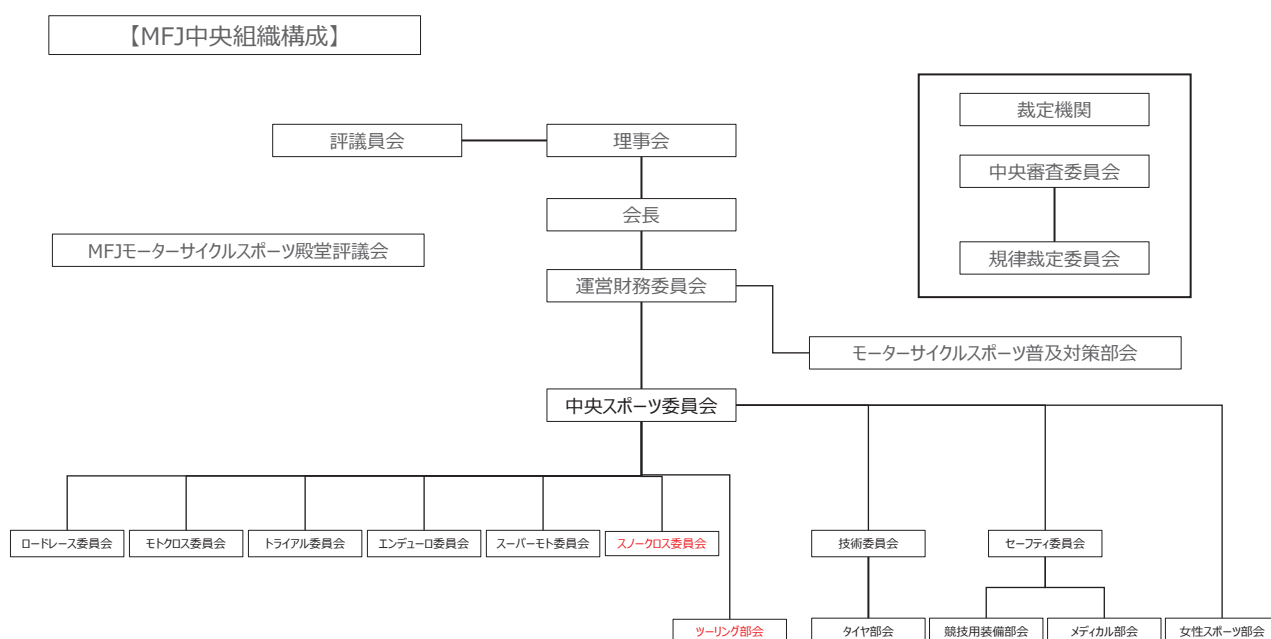 【MFJ中央組織構成】
裁定機関
評議員会
理事会
中央審査委員会
会長
MFJモーターサイクルスポーツ殿堂評議会
規律裁定委員会
運営財務委員会
モーターサイクルスポーツ普及対策部会
中央スポーツ委員会
ロードレース委員会
モトクロス委員会
トライアル委員会
エンデューロ委員会
スーパーモト委員会
スノークロス委員会
技術委員会
セーフティ委員会
ツーリング部会
タイヤ部会
競技用装備部会
メディカル部会
女性スポーツ部会